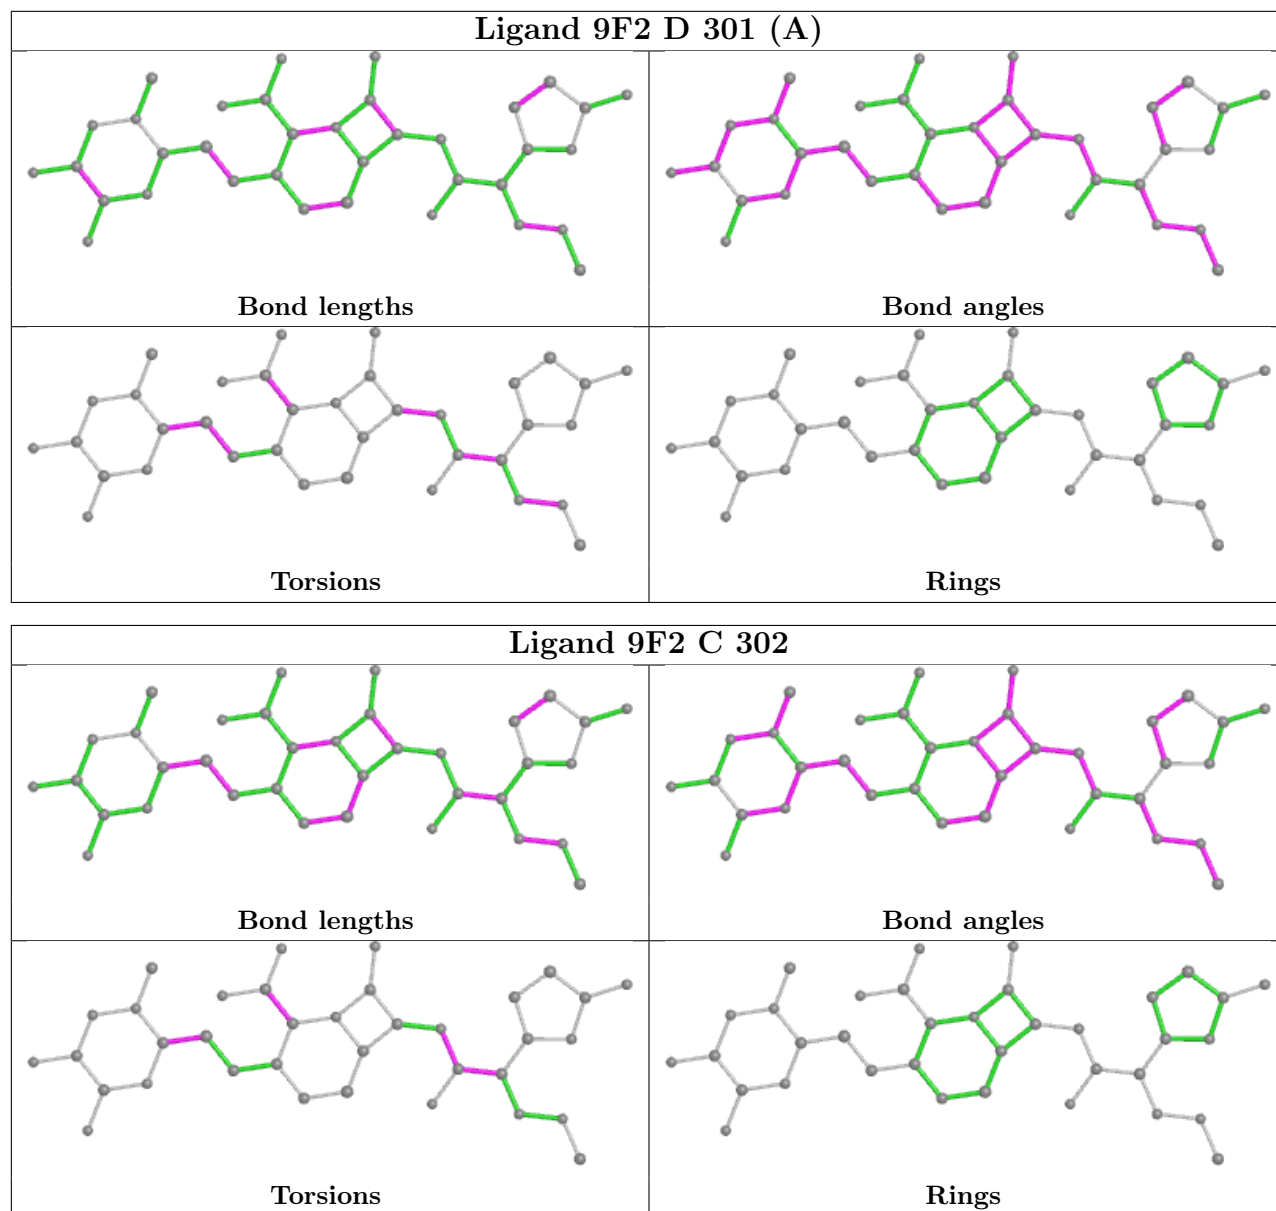 Ligand 9F2 D 301 (A)
Bond lengths
Bond angles
Torsions
Rings
Ligand 9F2 C 302
Bond lengths
Bond angles
Torsions
Rings